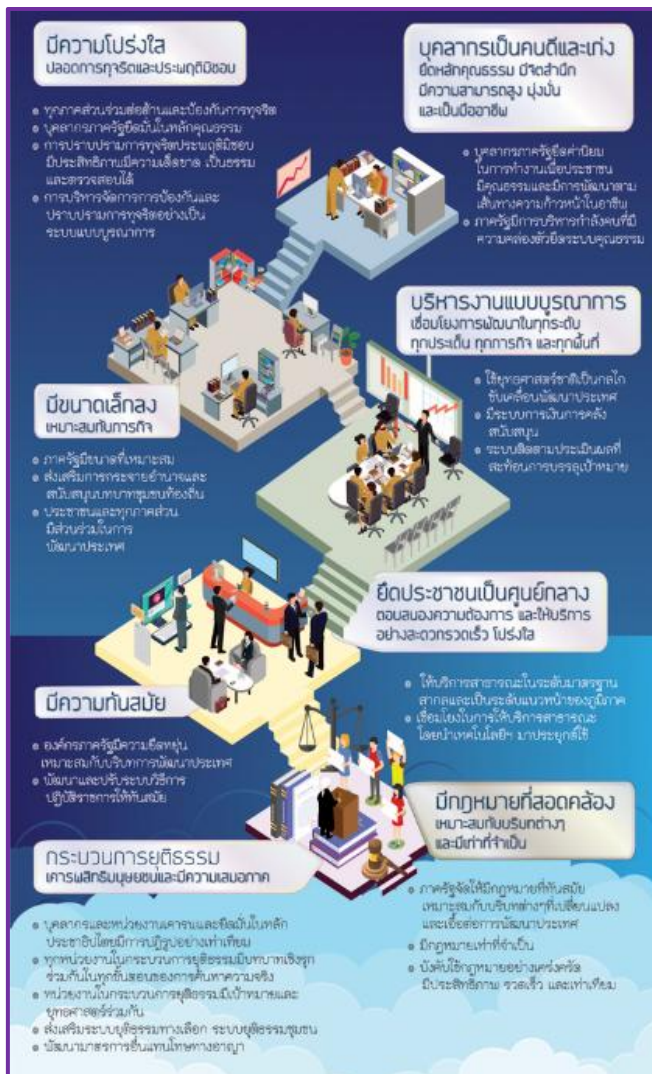 มีความโปร่งใส
ปลอดการทุจริตและประพฤติมิชอบ
• ทุกภาคส่วนร่วมต่อต้านและป้องกันการทุจริต
• บุคลากรภาครัฐยึดมั่นในหลักคุณธรรม
• การปราบปรามการทุจริตประพฤติมิชอบ
มีประสิทธิภาพมีความเด็ดขาด เป็นธรรม
และตรวจสอบได้
• การบริหารจัดการการป้องกันและ
ปราบปรามการทุจริตอย่างเป็น
ระบบแบบบูรณาการ
บุคลากรเป็นคนดีและเก่ง
ยึดหลักคุณธรรม มีจิตสำนึก
มีความสามารถสูง มุ่งมั่น
และเป็นมืออาชีพ
• บุคลากรภาครัฐยึดค่านิยม
ในการทำงานเพื่อประชาชน
มีคุณธรรมและมีการพัฒนาตาม
เส้นทางความก้าวหน้าในอาชีพ
• ภาครัฐมีการบริหารกำลังคนที่มี
ความคล่องตัวยึดระบบคุณธรรม
บริหารงานแบบบูรณาการ
เชื่อมโยงการพัฒนาในทุกระดับ
ทุกประเด็น ทุกภารกิจ และทุกพื้นที่
• ใช้ยุทธศาสตร์ชาติเป็นกลไก
ขับเคลื่อนพัฒนาประเทศ
• มีระบบการเงินการคลัง
สนับสนุน
• ระบบติดตามประเมินผลที่
สะท้อนการบรรลุเป้าหมาย
มีขนาดเล็กลง
เหมาะสมกับภารกิจ
• ภาครัฐมีขนาดที่เหมาะสม
• ส่งเสริมการกระจายอำนาจและ
สนับสนุนบทบาทชุมชนท้องถิ่น
• ประชาชนและทุกภาคส่วน
มีส่วนร่วมในการ
พัฒนาประเทศ
ยึดประชาชนเป็นศูนย์กลาง
ตอบสนองความต้องการ และให้บริการ
อย่างสะดวกรวดเร็ว โปร่งใส
• ให้บริการสาธารณะในระดับมาตรฐาน
สากลและเป็นระดับแนวหน้าของภูมิภาค
• เชื่อมโยงในการให้บริการสาธารณะ
โดยนำเทคโนโลยีฯ มาประยุกต์ใช้
มีความทันสมัย
• องค์กรภาครัฐมีความยืดหยุ่น
เหมาะสมกับบริบทการพัฒนาประเทศ
• พัฒนาและปรับระบบวิธีการ
ปฏิบัติราชการให้ทันสมัย
มีกฎหมายที่สอดคล้อง
เหมาะสมกับบริบทต่างๆ
และมีเท่าที่จำเป็น
• ภาครัฐจัดให้มีกฎหมายที่ทันสมัย
เหมาะสมกับบริบทต่างๆที่เปลี่ยนแปลง
และเอื้อต่อการพัฒนาประเทศ
• มีกฎหมายเท่าที่จำเป็น
• บังคับใช้กฎหมายอย่างเคร่งครัด
มีประสิทธิภาพ รวดเร็ว และเท่าเทียม
กระบวนการยุติธรรม
เคารพสิทธิมนุษยชนและมีความเสมอภาค
• บุคลากรและหน่วยงานเคารพและยึดมั่นในหลัก
ประชาธิปไตยมีการปฏิรูปอย่างเท่าเทียม
• ทุกหน่วยงานในกระบวนการยุติธรรมมีบทบาทเชิงรุก
ร่วมกันในทุกขั้นตอนของการค้นหาความจริง
• หน่วยงานในกระบวนการยุติธรรมมีเป้าหมายและ
ยุทธศาสตร์ร่วมกัน
• ส่งเสริมระบบยุติธรรมทางเลือก ระบบยุติธรรมชุมชน
• พัฒนามาตรการอื่นแทนโทษทางอาญา